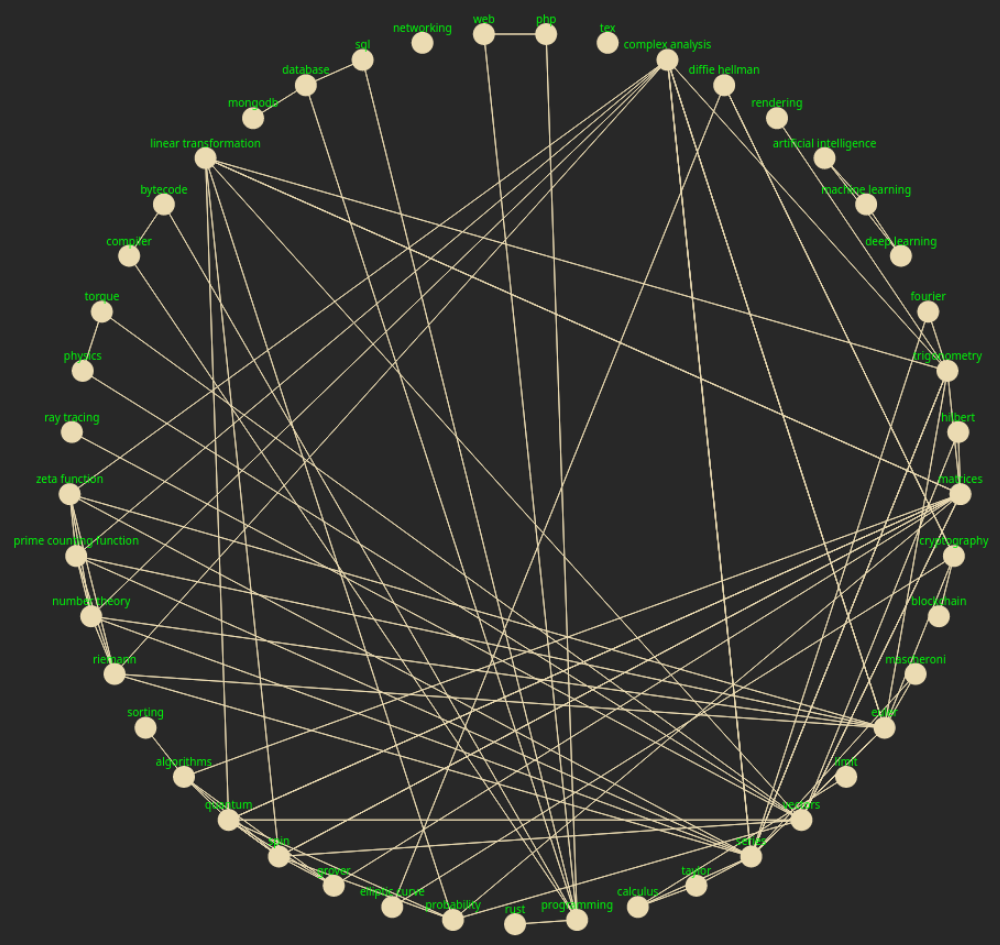 web
php
tex
networking
sql
complex analysis
database
diffie hellman
mongodb
rendering
linear transformation
artificial intelligence
bytecode
machine learning
compiler
deep learning
torque
fourier
physics
trigonometry
ray tracing
hilbert
zeta function
matrices
prime counting function
cryptography
number theory
blockchain
riemann
mascheroni
sorting
euler
algorithms
limit
quantum
vectors
spin
series
grover
taylor
elliptic curve
calculus
probability
programming
rust